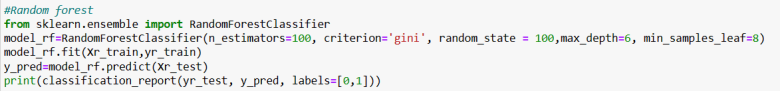 #Random forest
from sklearn.ensemble import RandomForestClassifier
model_rf=RandomForestClassifier(n_estimators=100, criterion='gini', random_state = 100,max_depth=6, min_samples_leaf=8)
model_rf.fit(Xr_train,yr_train)
y_pred=model_rf.predict(Xr_test)
print(classification_report(yr_test, y_pred, labels=[0,1]))